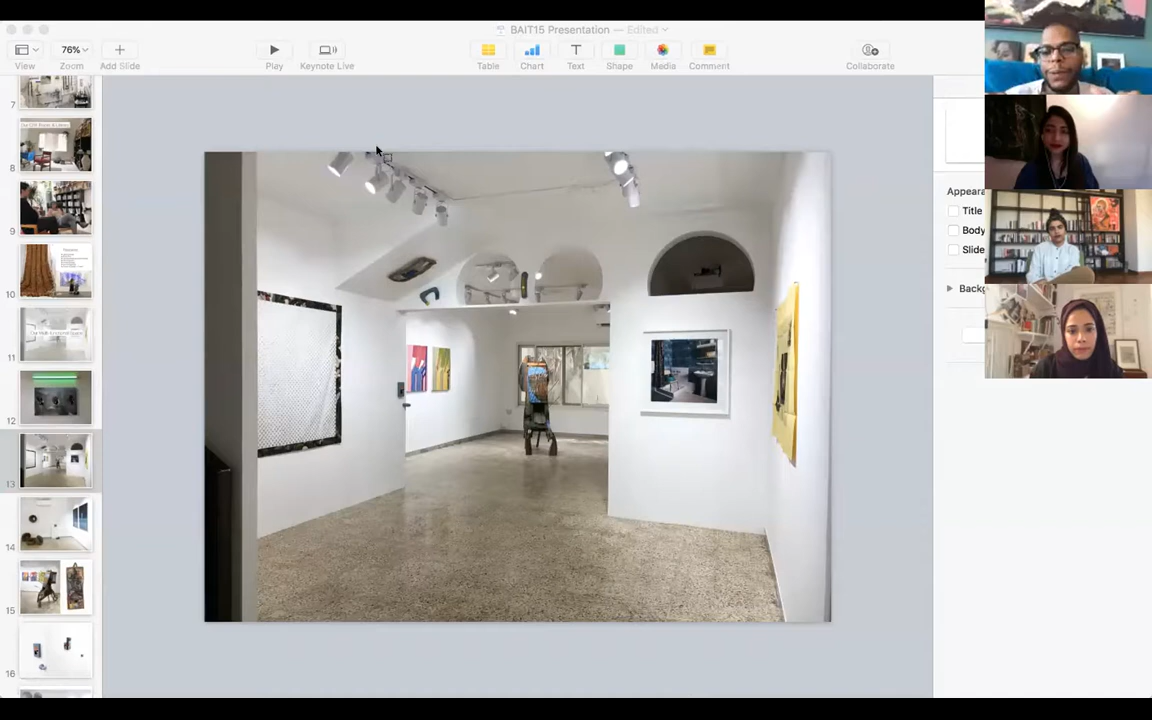 BAIT15 Presentation — Edited
76%
View
Zoom
Add Slide
Play
Keynote Live
Table
Chart
Text
Shape
Media
Comment
Collaborate
7
8
9
10
11
12
13
14
15
16
Appeara
Title
Body
Slide
Backg